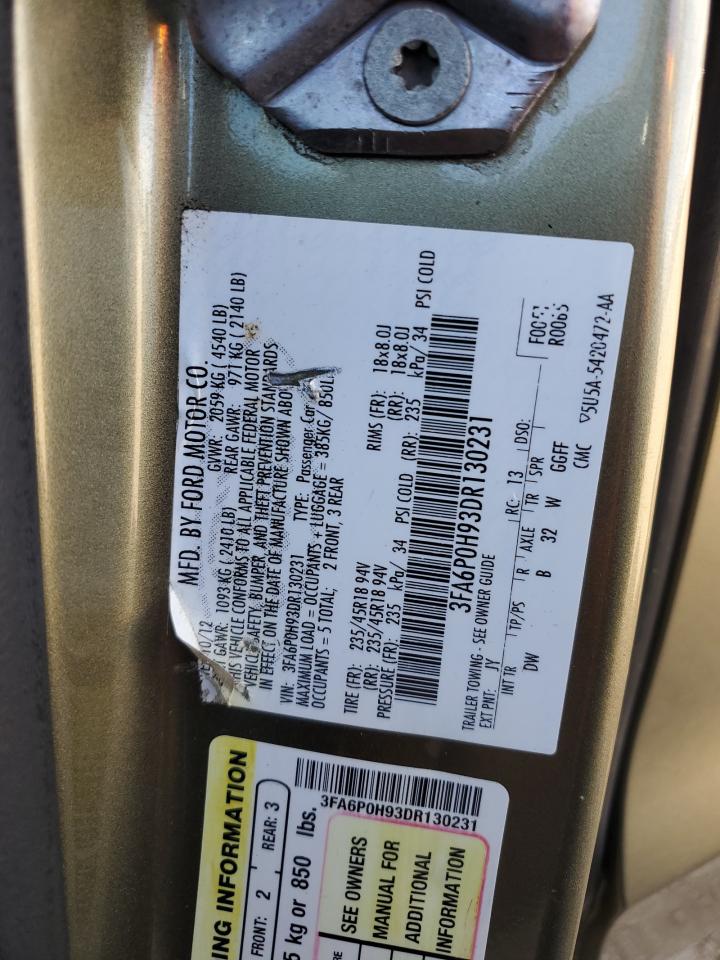 MFD. BY FORD MOTOR CO.
10/12 GVWR: 2059 KG ( 4540 LB)
GAWR: 1093 KG ( 2410 LB) REAR GAWR: 971 KG ( 2140 LB)
THIS VEHICLE CONFORMS TO ALL APPLICABLE FEDERAL MOTOR
VEHICLE SAFETY, BUMPER, AND THEFT PREVENTION STANDARDS
IN EFFECT ON THE DATE OF MANUFACTURE SHOWN
VIN: 3FA6P0H93DR130231 TYPE: Passenger Car
MAXIMUM LOAD = OCCUPANTS + LUGGAGE = 385KG/
OCCUPANTS = 5 TOTAL; 2 FRONT, 3 REAR
TIRE (FR): 235/45R18 94V RIMS (FR): 18x8.0J
(RR): 235/45R18 94V (RR): 18x8.0J
PRESSURE (FR): 235 kPa/ 34 PSI COLD (RR): 235 kPa/ 34 PSI COLD
3FA6P0H93DR130231
TRAILER TOWING - SEE OWNER GUIDE
EXT PNT: JY RC: 13 DSO: 
INT TR TP/PS R AXLE TR SPR R0065
DW B 32 W GGFF
CMC ▽5U5A-5420472-AA
ING INFORMATION
FRONT: 2 REAR: 3
5 kg or 850 lbs.
3FA6P0H93DR130231
SEE OWNERS
MANUAL FOR
ADDITIONAL
INFORMATION